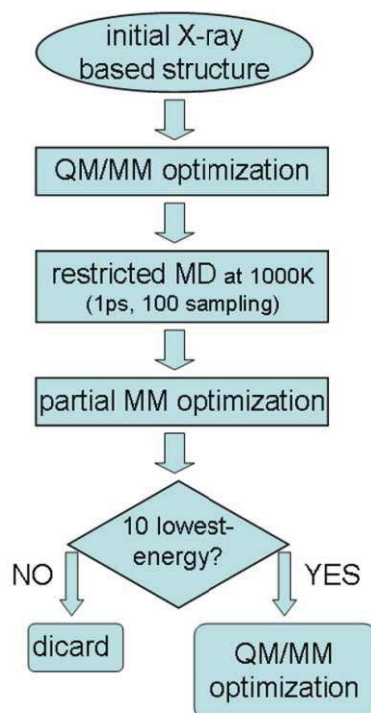 initial X-ray
based structure
QM/MM optimization
restricted MD at 1000K
(1ps, 100 sampling)
partial MM optimization
10 lowest-
energy?
NO
YES
dicard
QM/MM
optimization